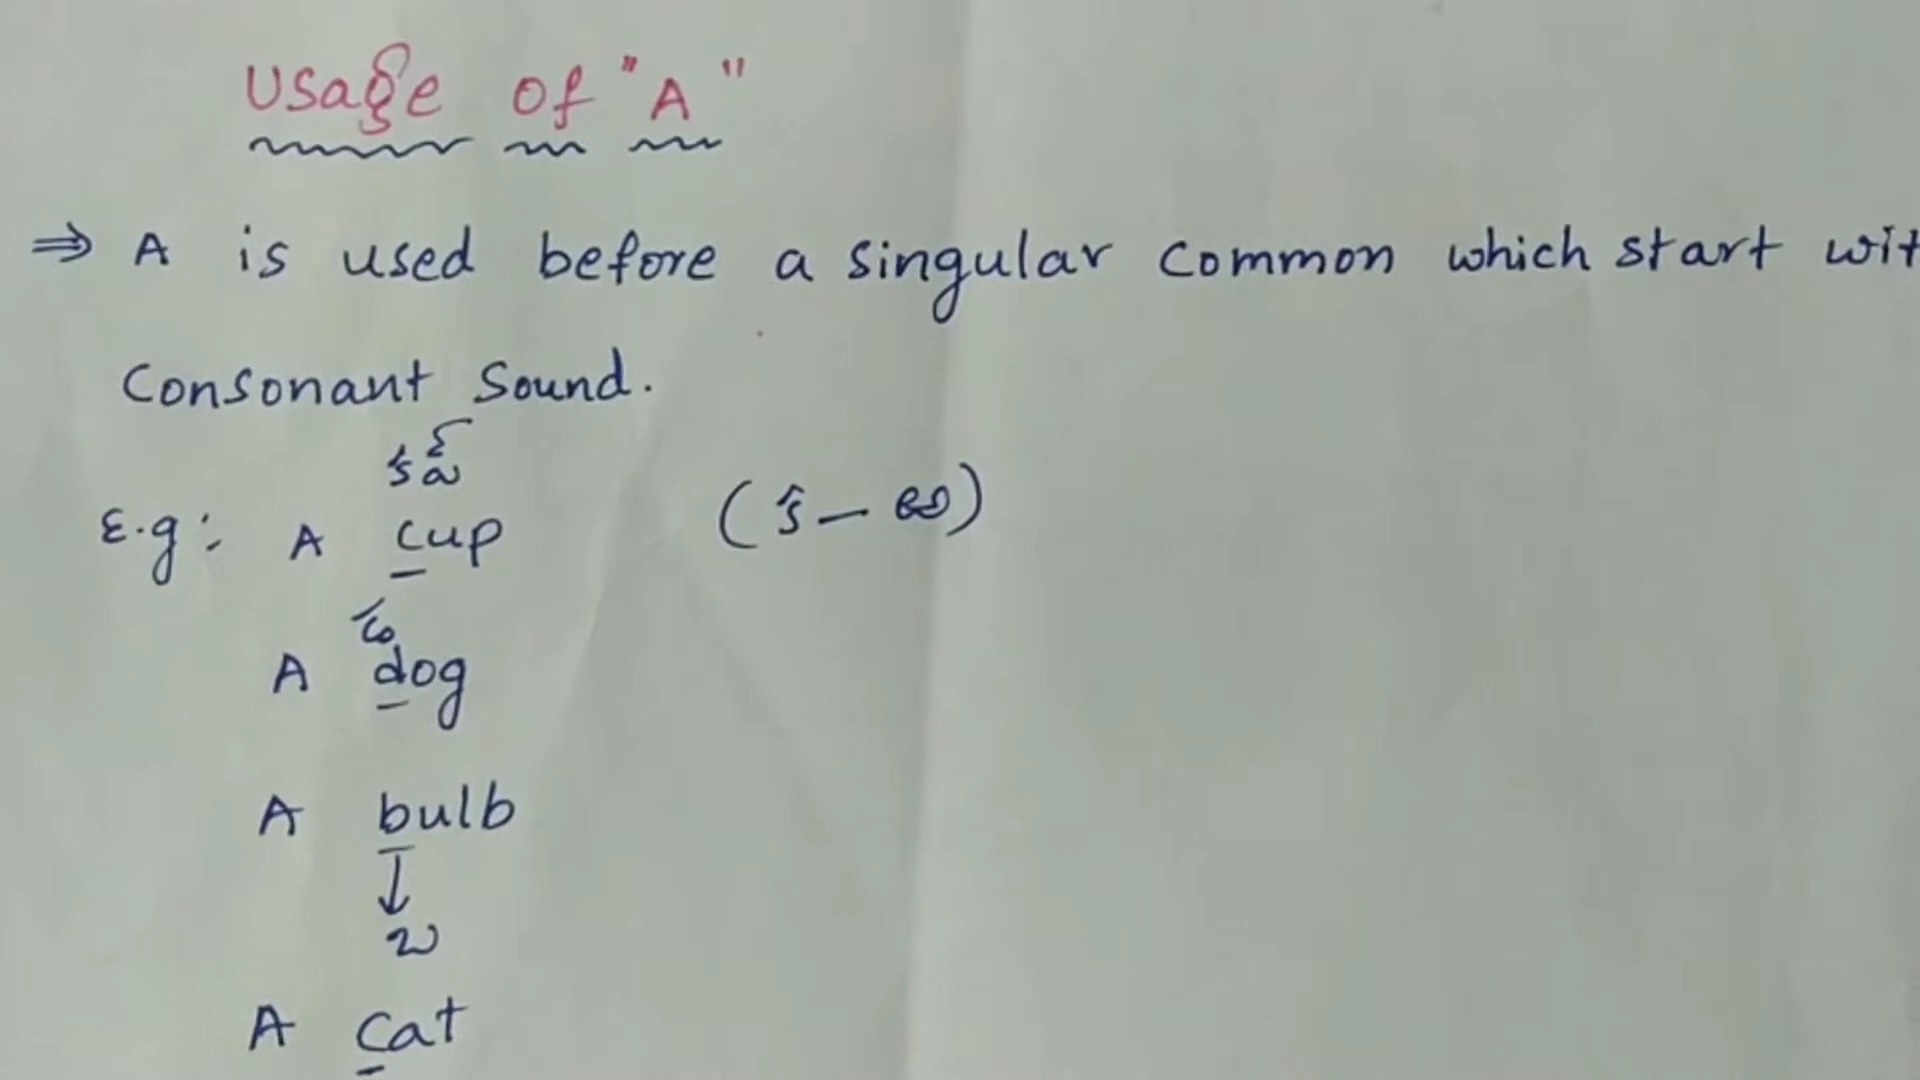 Usage of "A"
⇒ A is used before a singular common which start wit
Consonant Sound.
E.g:- A cup (క - ఱ)
డ
A dog
A bulb
↓
బ
A cat